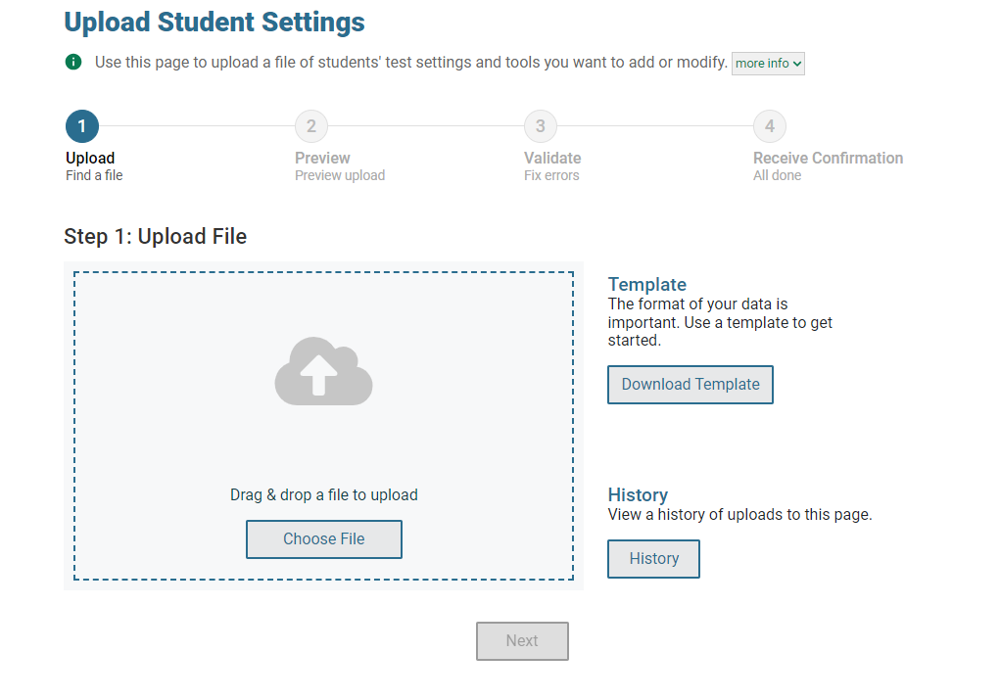 Upload Student Settings
Use this page to upload a file of students' test settings and tools you want to add or modify. more info
1 2 3 4
Upload Preview Validate Receive Confirmation
Find a file Preview upload Fix errors All done
Step 1: Upload File
Template
The format of your data is
important. Use a template to get
started.
Download Template
Drag & drop a file to upload
Choose File
History
View a history of uploads to this page.
History
Next